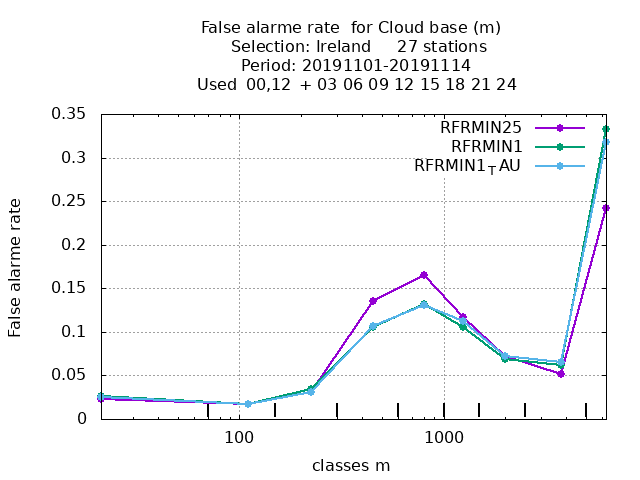 False alarme rate  for Cloud base (m)
Selection: Ireland     27 stations
Period: 20191101-20191114
Used  00,12  + 03 06 09 12 15 18 21 24
0.35
0.3
0.25
0.2
0.15
0.1
0.05
0
False alarme rate
RFRMIN25
RFRMIN1
RFRMIN1TAU
100
1000
classes m